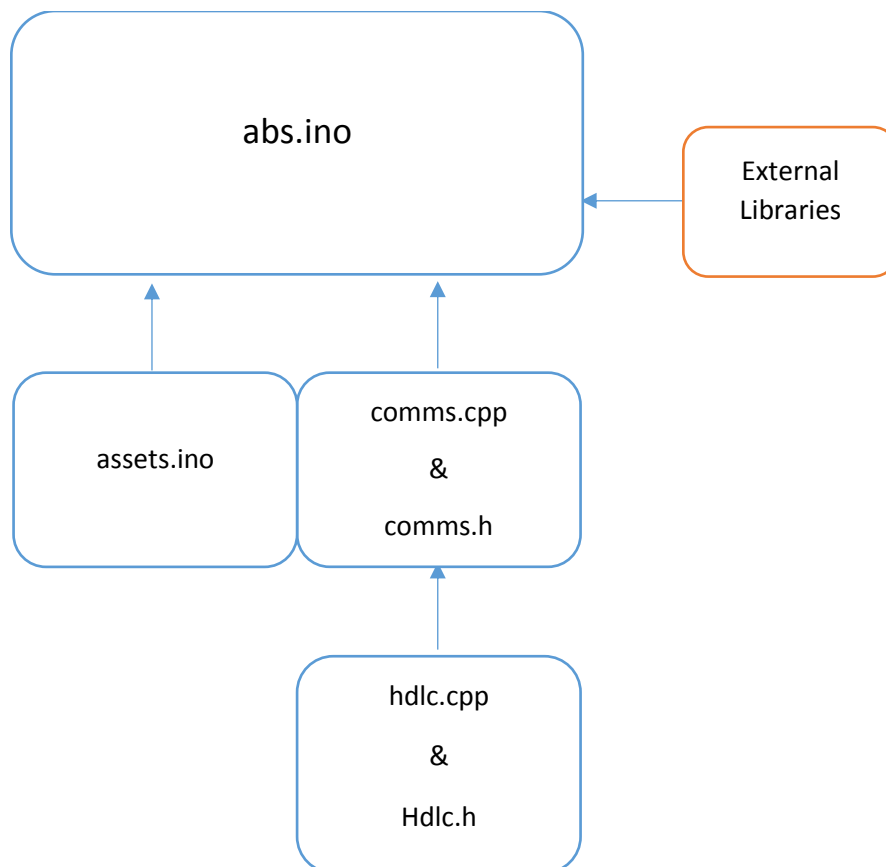 abs.ino
External
Libraries
assets.ino
comms.cpp
&
comms.h
hdlc.cpp
&
Hdlc.h